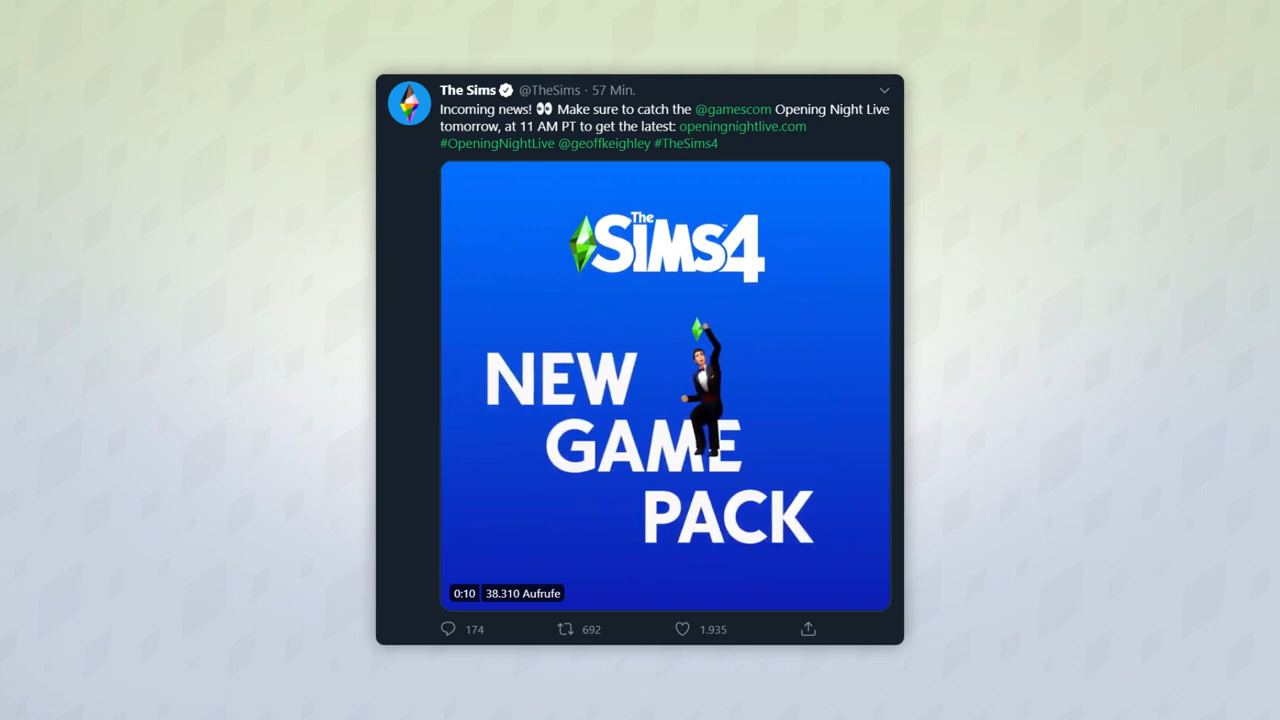 The Sims @TheSims · 57 Min.
Incoming news! 👀 Make sure to catch the @gamescom Opening Night Live
tomorrow, at 11 AM PT to get the latest: openingnightlive.com
#OpeningNightLive @geoffkeighley #TheSims4
The
SIMS4
NEW
GAME
PACK
0:10 38.310 Aufrufe
174 692 1.935